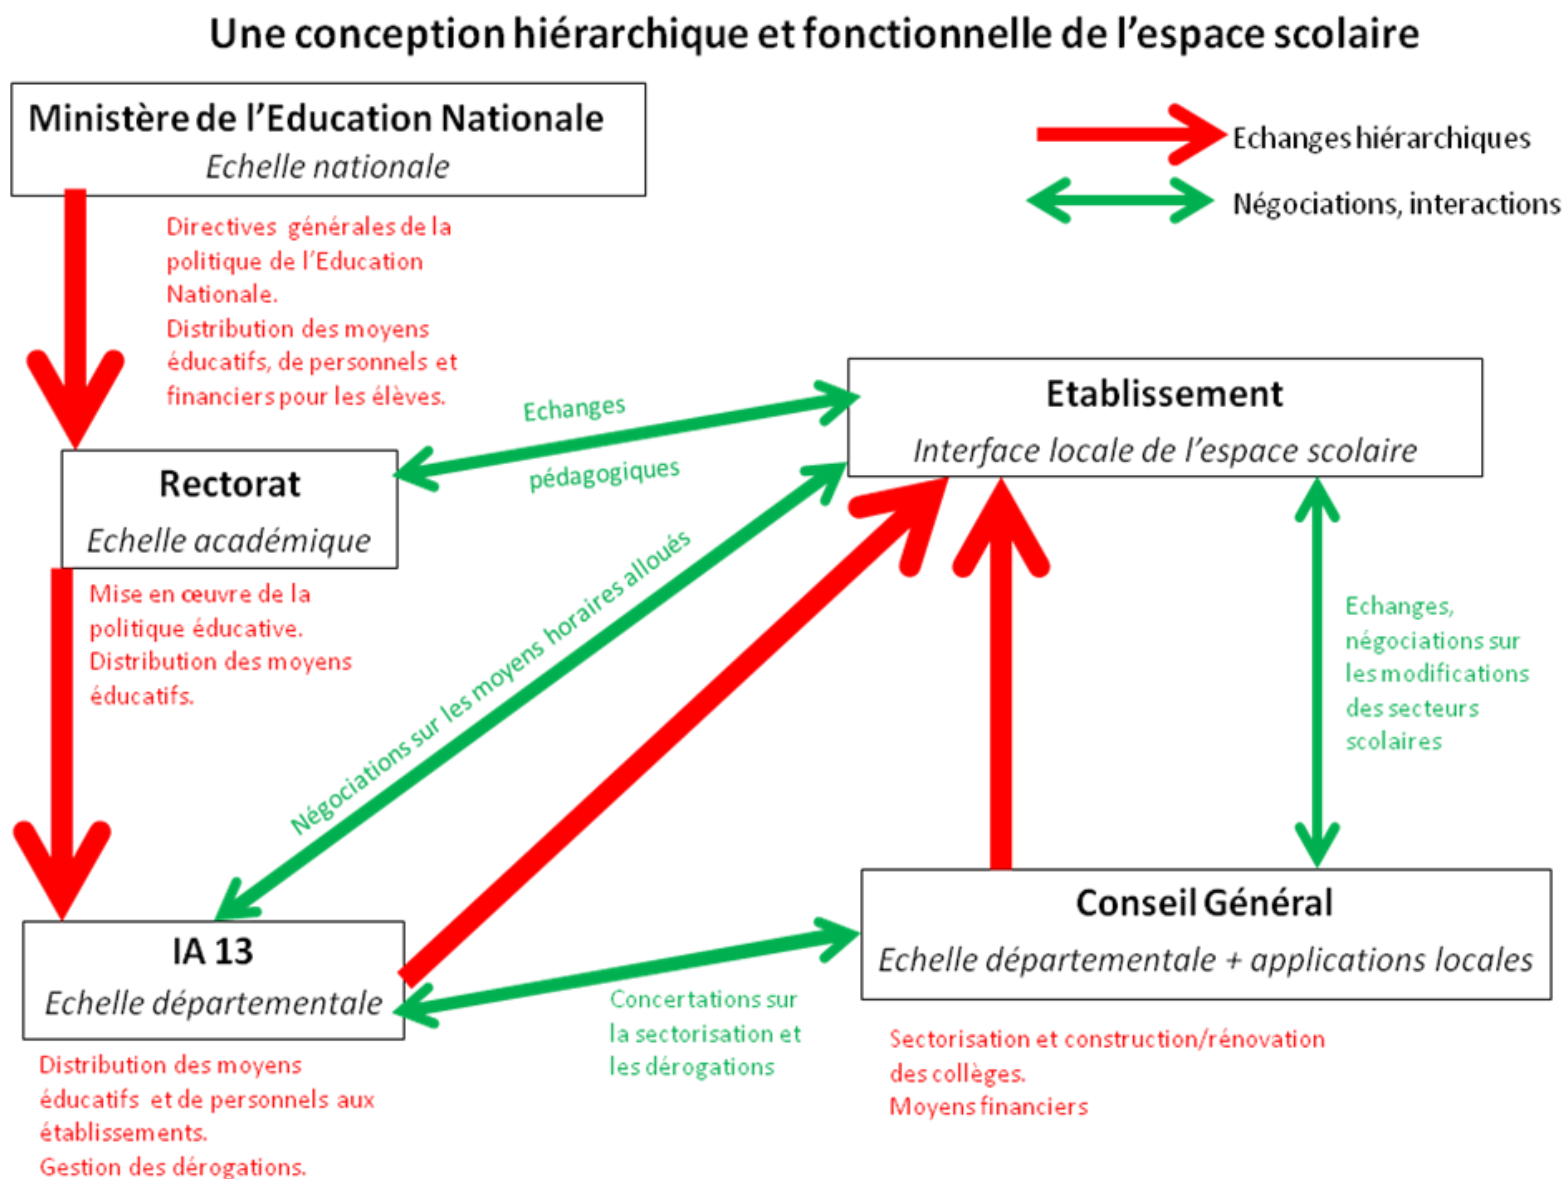 Une conception hiérarchique et fonctionnelle de l’espace scolaire
Ministère de l’Education Nationale
Echelle nationale
Echanges hiérarchiques
Négociations, interactions
Directives générales de la
politique de l’Education
Nationale.
Distribution des moyens
éducatifs, de personnels et
financiers pour les élèves.
Echanges
pédagogiques
Etablissement
Interface locale de l’espace scolaire
Rectorat
Echelle académique
Mise en œuvre de la
politique éducative.
Distribution des moyens
éducatifs.
Négociations sur les moyens horaires alloués
Echanges,
négociations sur
les modifications
des secteurs
scolaires
IA 13
Echelle départementale
Conseil Général
Echelle départementale + applications locales
Concertations sur
la sectorisation et
les dérogations
Distribution des moyens
éducatifs et de personnels aux
établissements.
Gestion des dérogations.
Sectorisation et construction/rénovation
des collèges.
Moyens financiers